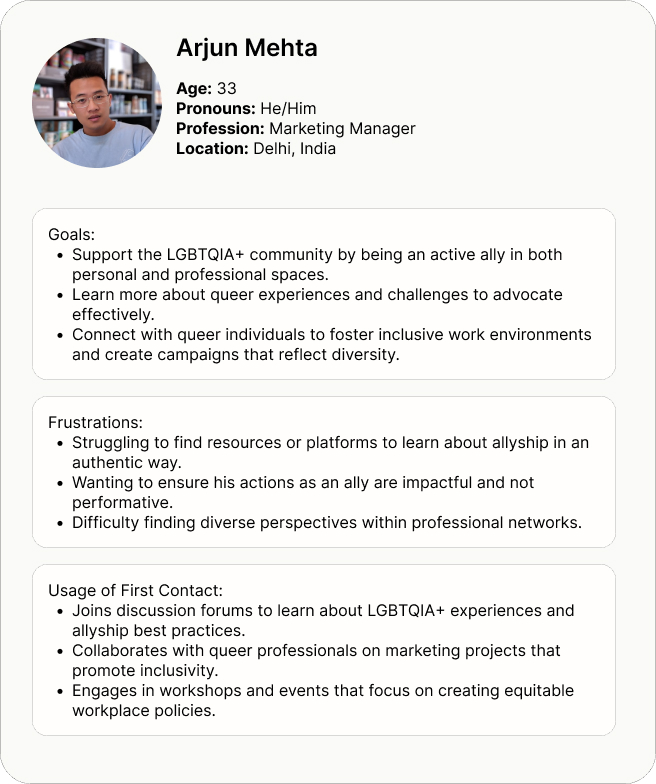 Arjun Mehta
Age: 33
Pronouns: He/Him
Profession: Marketing Manager
Location: Delhi, India
Goals:
• Support the LGBTQIA+ community by being an active ally in both
personal and professional spaces.
• Learn more about queer experiences and challenges to advocate
effectively.
• Connect with queer individuals to foster inclusive work environments
and create campaigns that reflect diversity.
Frustrations:
• Struggling to find resources or platforms to learn about allyship in an
authentic way.
• Wanting to ensure his actions as an ally are impactful and not
performative.
• Difficulty finding diverse perspectives within professional networks.
Usage of First Contact:
• Joins discussion forums to learn about LGBTQIA+ experiences and
allyship best practices.
• Collaborates with queer professionals on marketing projects that
promote inclusivity.
• Engages in workshops and events that focus on creating equitable
workplace policies.